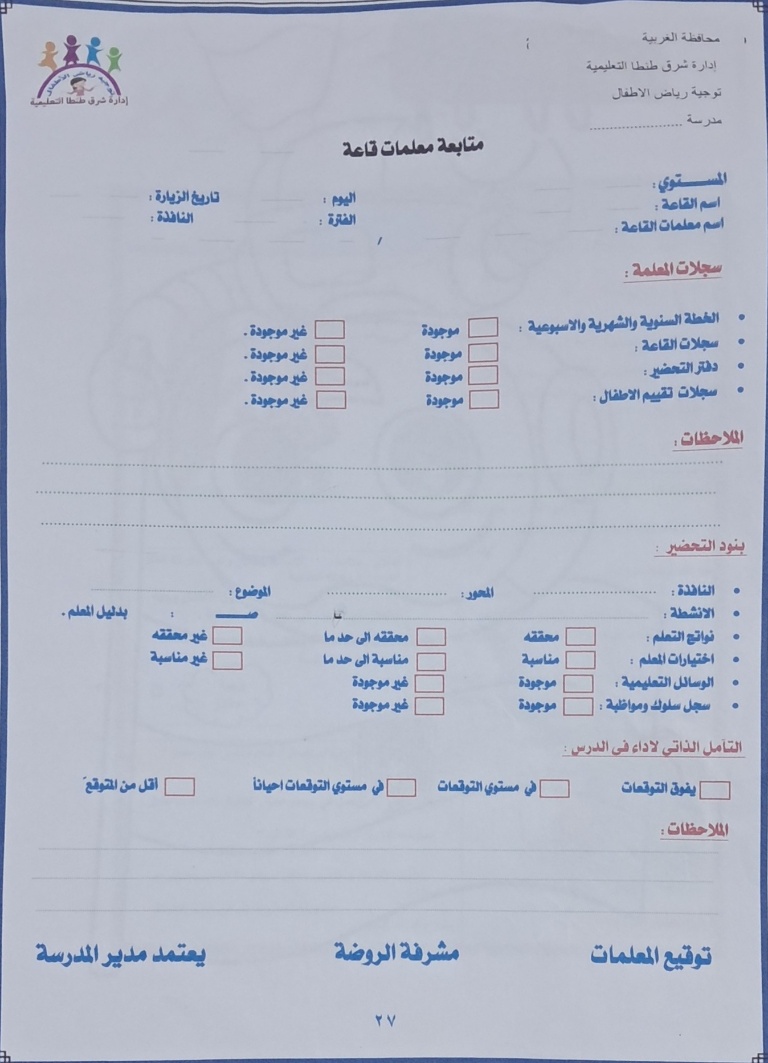 محافظة الغربية
إدارة شرق طنطا التعليمية
توجية رياض الاطفال
مدرسة ........................
توجيه رياض الأطفال
إدارة شرق طنطا التعليمية
متابعة معلمات قاعة
المستوي :
اليوم : تاريخ الزيارة :
اسم القاعة :
الفترة : النافذة :
اسم معلمات القاعة : /
سجلات المعلمة :
• الخطة السنوية والشهرية والاسبوعية : موجودة غير موجودة .
• سجلات القاعة : موجودة غير موجودة .
• دفتر التحضير : موجودة غير موجودة .
• سجلات تقييم الاطفال : موجودة غير موجودة .
الملاحظات :
بنود التحضير :
• النافذة : المحور : الموضوع :
• الانشطة : صـــــ : بدليل المعلم .
• نواتج التعلم : محققه محققه الى حد ما غير محققه
• اختيارات المعلم : مناسبة مناسبة الى حد ما غير مناسبة
• الوسائل التعليمية : موجودة غير موجودة
• سجل سلوك ومواظبة : موجودة غير موجودة
التأمل الذاتي لاداء فى الدرس :
يفوق التوقعات في مستوي التوقعات في مستوي التوقعات احياناً أقل من المتوقع
الملاحظات :
توقيع المعلمات مشرفة الروضة يعتمد مدير المدرسة
٢٧